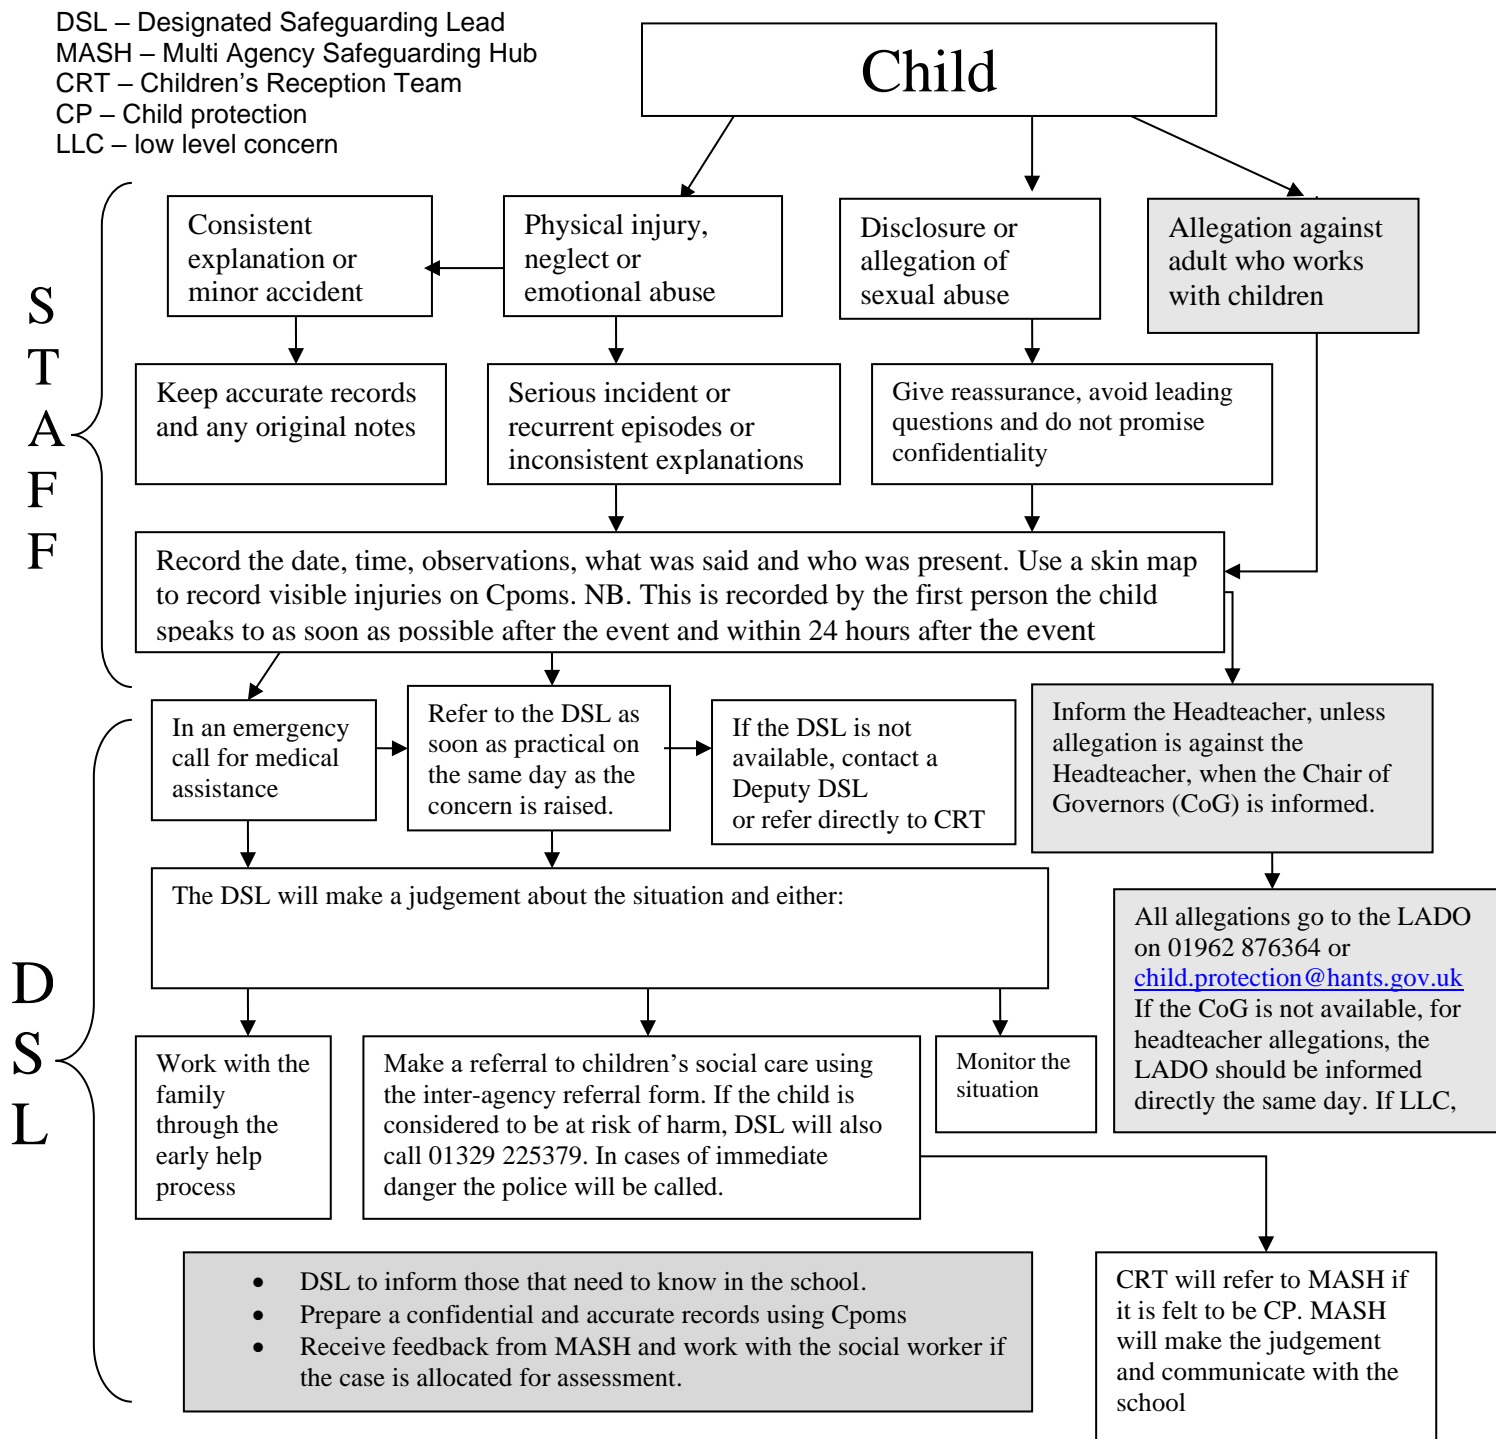 DSL – Designated Safeguarding Lead
MASH – Multi Agency Safeguarding Hub
CRT – Children's Reception Team
CP – Child protection
LLC – low level concern
Child
S
T
A
F
F
Consistent
explanation or
minor accident
Physical injury,
neglect or
emotional abuse
Disclosure or
allegation of
sexual abuse
Allegation against
adult who works
with children
Keep accurate records
and any original notes
Serious incident or
recurrent episodes or
inconsistent explanations
Give reassurance, avoid leading
questions and do not promise
confidentiality
Record the date, time, observations, what was said and who was present. Use a skin map
to record visible injuries on Cpoms. NB. This is recorded by the first person the child
speaks to as soon as possible after the event and within 24 hours after the event
D
S
L
In an emergency
call for medical
assistance
Refer to the DSL as
soon as practical on
the same day as the
concern is raised.
If the DSL is not
available, contact a
Deputy DSL
or refer directly to CRT
Inform the Headteacher, unless
allegation is against the
Headteacher, when the Chair of
Governors (CoG) is informed.
The DSL will make a judgement about the situation and either:
All allegations go to the LADO
on 01962 876364 or
child.protection@hants.gov.uk
If the CoG is not available, for
headteacher allegations, the
LADO should be informed
directly the same day. If LLC,
Work with the
family
through the
early help
process
Make a referral to children's social care using
the inter-agency referral form. If the child is
considered to be at risk of harm, DSL will also
call 01329 225379. In cases of immediate
danger the police will be called.
Monitor the
situation
• DSL to inform those that need to know in the school.
• Prepare a confidential and accurate records using Cpoms
• Receive feedback from MASH and work with the social worker if
the case is allocated for assessment.
CRT will refer to MASH if
it is felt to be CP. MASH
will make the judgement
and communicate with the
school